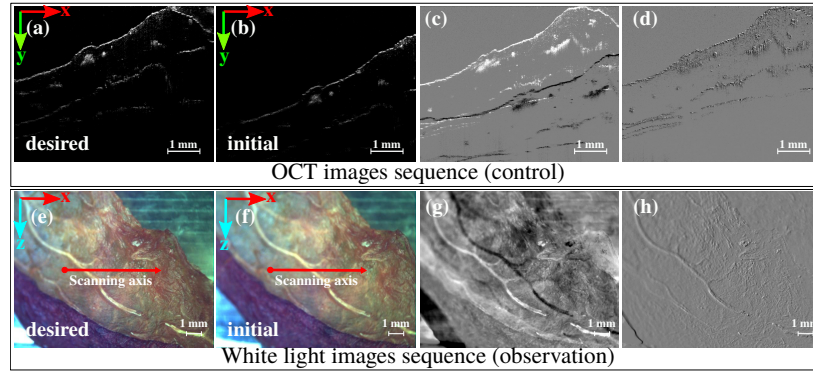 (a) x y desired 1 mm
(b) x y initial 1 mm
(c) 1 mm
(d) 1 mm
OCT images sequence (control)
(e) x z Scanning axis desired 1 mm
(f) x z Scanning axis initial 1 mm
(g) 1 mm
(h) 1 mm
White light images sequence (observation)